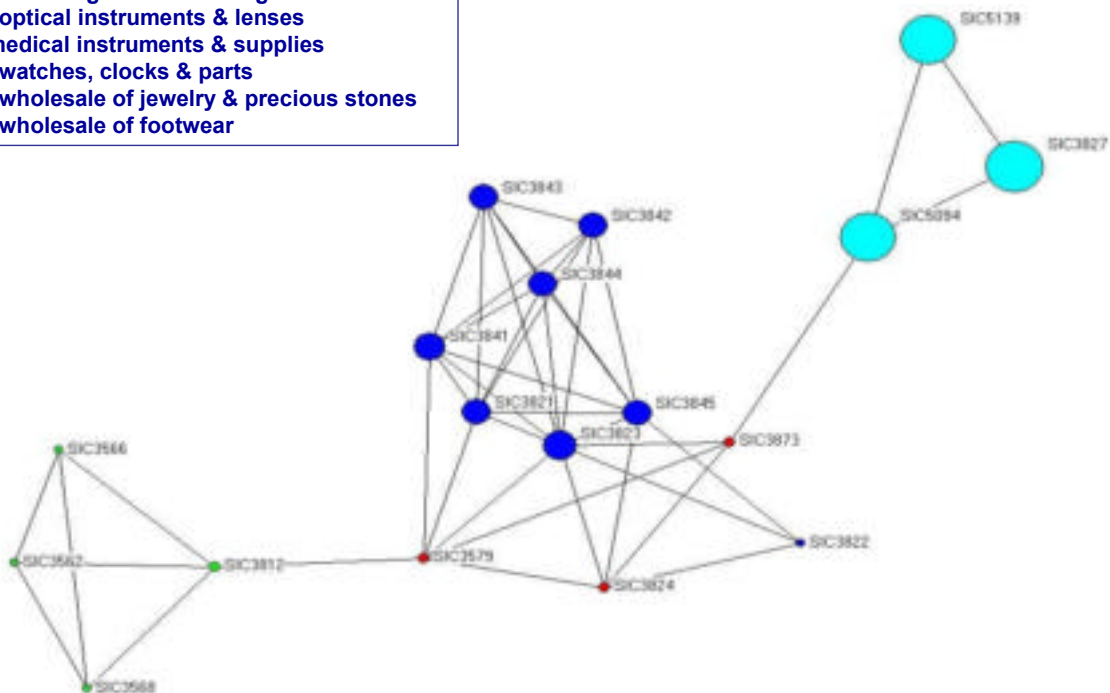 optical instruments & lenses
medical instruments & supplies
watches, clocks & parts
wholesale of jewelry & precious stones
wholesale of footwear
SIC5139
SIC3827
SIC3843
SIC3842
SIC5094
SIC3844
SIC3841
SIC3821
SIC3845
SIC3823
SIC3873
SIC3566
SIC3822
SIC3579
SIC3562
SIC3812
SIC3824
SIC3568